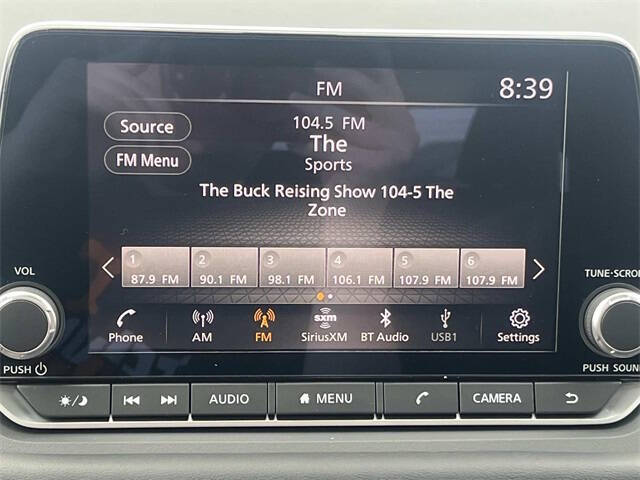 FM
8:39
Source
FM Menu
104.5 FM
The
Sports
The Buck Reising Show 104-5 The
Zone
1 2 3 4 5 6
87.9 FM 90.1 FM 98.1 FM 106.1 FM 107.9 FM 107.9 FM
VOL
TUNE·SCROL
Phone AM FM sxm SiriusXM BT Audio USB1 Settings
PUSH
PUSH SOUN
AUDIO
MENU
CAMERA